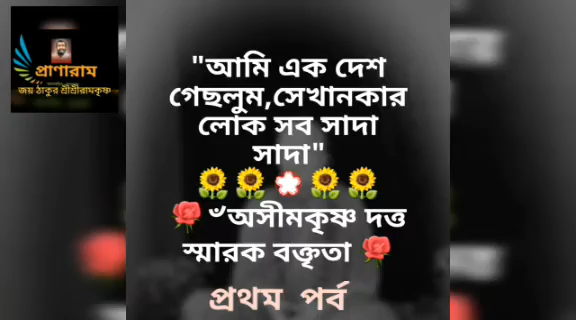 প্রাণারাম
জয় ঠাকুর শ্রীশ্রীরামকৃষ্ণ
"আমি এক দেশ
গেছলুম,সেখানকার
লোক সব সাদা
সাদা"
৺অসীমকৃষ্ণ দত্ত
স্মারক বক্তৃতা
প্রথম পর্ব